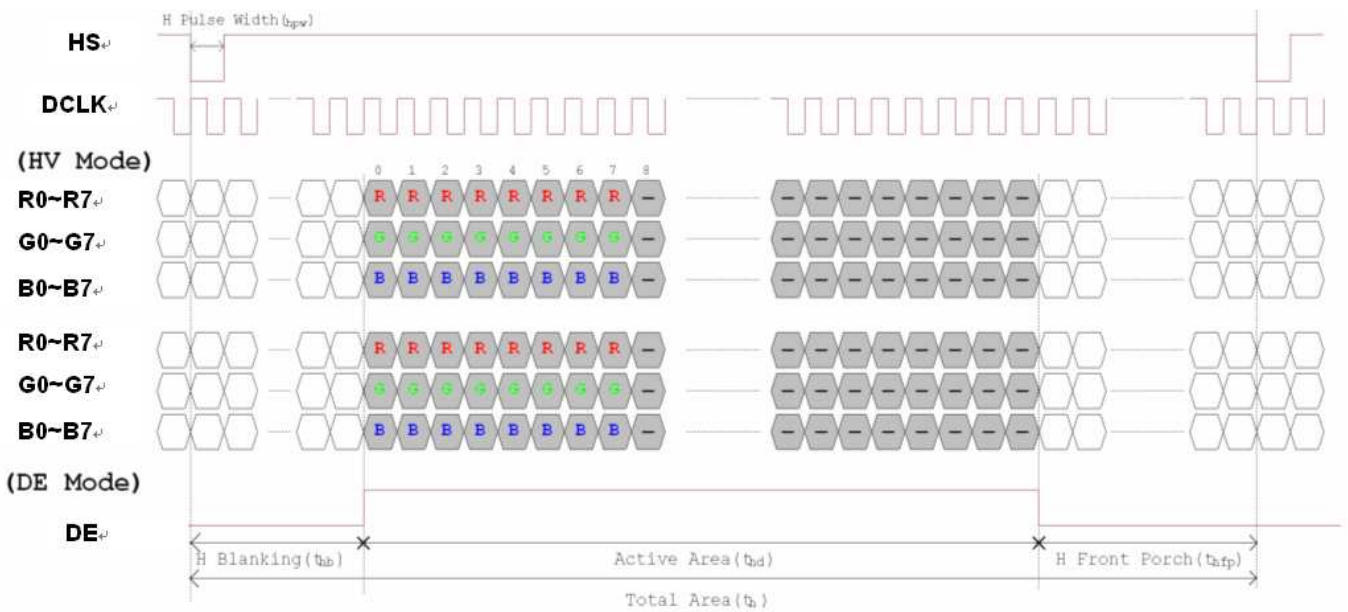 H Pulse Width(thpw)
HS
DCLK
(HV Mode)
0 1 2 3 4 5 6 7 8
R0~R7 R R R R R R R R – – – – – – – – –
G0~G7 G G G G G G G G – – – – – – – – –
B0~B7 B B B B B B B B – – – – – – – – –
R0~R7 R R R R R R R R – – – – – – – – –
G0~G7 G G G G G G G G – – – – – – – – –
B0~B7 B B B B B B B B – – – – – – – – –
(DE Mode)
DE
H Blanking(thb) Active Area(thd) H Front Porch(thfp)
Total Area(th)